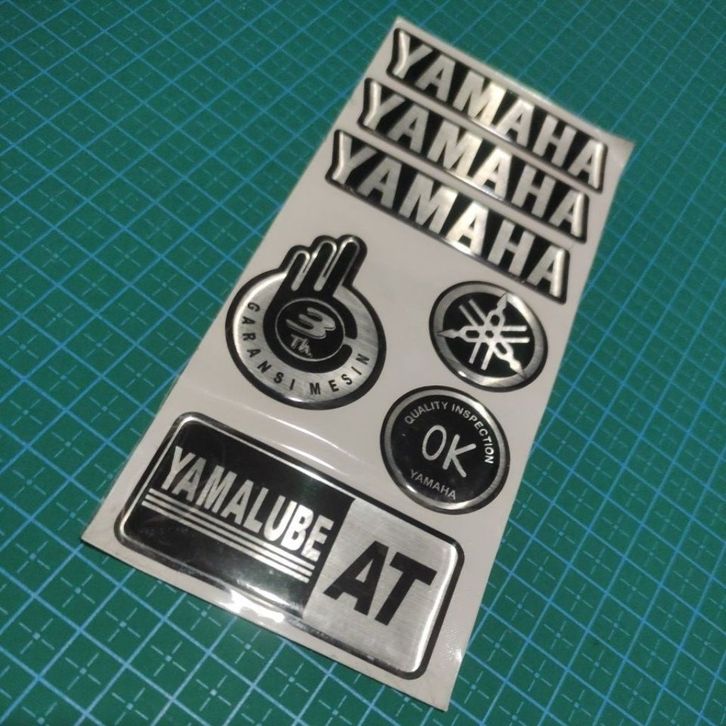 YAMAHA
YAMAHA
YAMAHA
3
Th.
GARANSI MESIN
QUALITY INSPECTION
OK
YAMAHA
YAMALUBE
AT